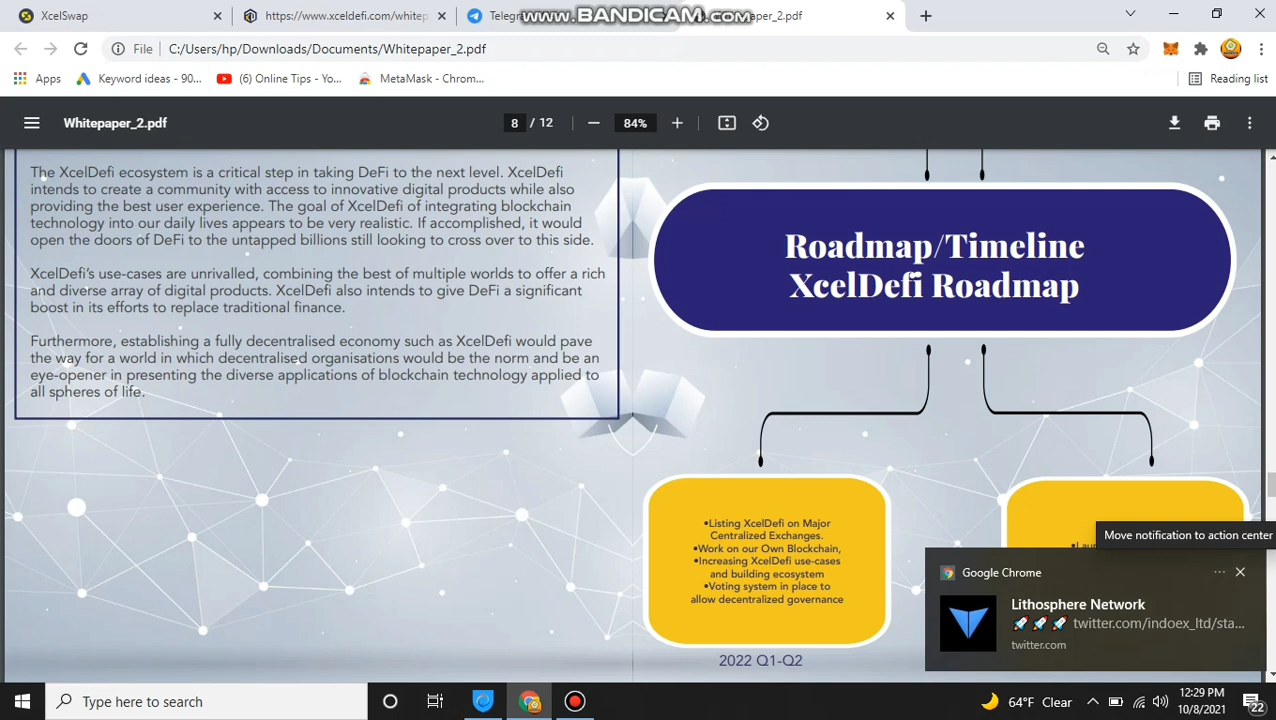 XcelSwap
https://www.xceldefi.com/whitep
Telegr
www.BANDICAM.com
aper_2.pdf
File
C:/Users/hp/Downloads/Documents/Whitepaper_2.pdf
Apps
Keyword ideas - 90...
(6) Online Tips - Yo...
MetaMask - Chrom...
Reading list
Whitepaper_2.pdf
8 / 12
84%
The XcelDefi ecosystem is a critical step in taking DeFi to the next level. XcelDefi
intends to create a community with access to innovative digital products while also
providing the best user experience. The goal of XcelDefi of integrating blockchain
technology into our daily lives appears to be very realistic. If accomplished, it would
open the doors of DeFi to the untapped billions still looking to cross over to this side.
XcelDefi's use-cases are unrivalled, combining the best of multiple worlds to offer a rich
and diverse array of digital products. XcelDefi also intends to give DeFi a significant
boost in its efforts to replace traditional finance.
Furthermore, establishing a fully decentralised economy such as XcelDefi would pave
the way for a world in which decentralised organisations would be the norm and be an
eye-opener in presenting the diverse applications of blockchain technology applied to
all spheres of life.
Roadmap/Timeline
XcelDefi Roadmap
•Listing XcelDefi on Major
Centralized Exchanges.
•Work on our Own Blockchain,
•Increasing XcelDefi use-cases
and building ecosystem
•Voting system in place to
allow decentralized governance
2022 Q1-Q2
Move notification to action center
Google Chrome
Lithosphere Network
🚀🚀🚀 twitter.com/indoex_ltd/sta...
twitter.com
Type here to search
64°F Clear
12:29 PM
10/8/2021
22